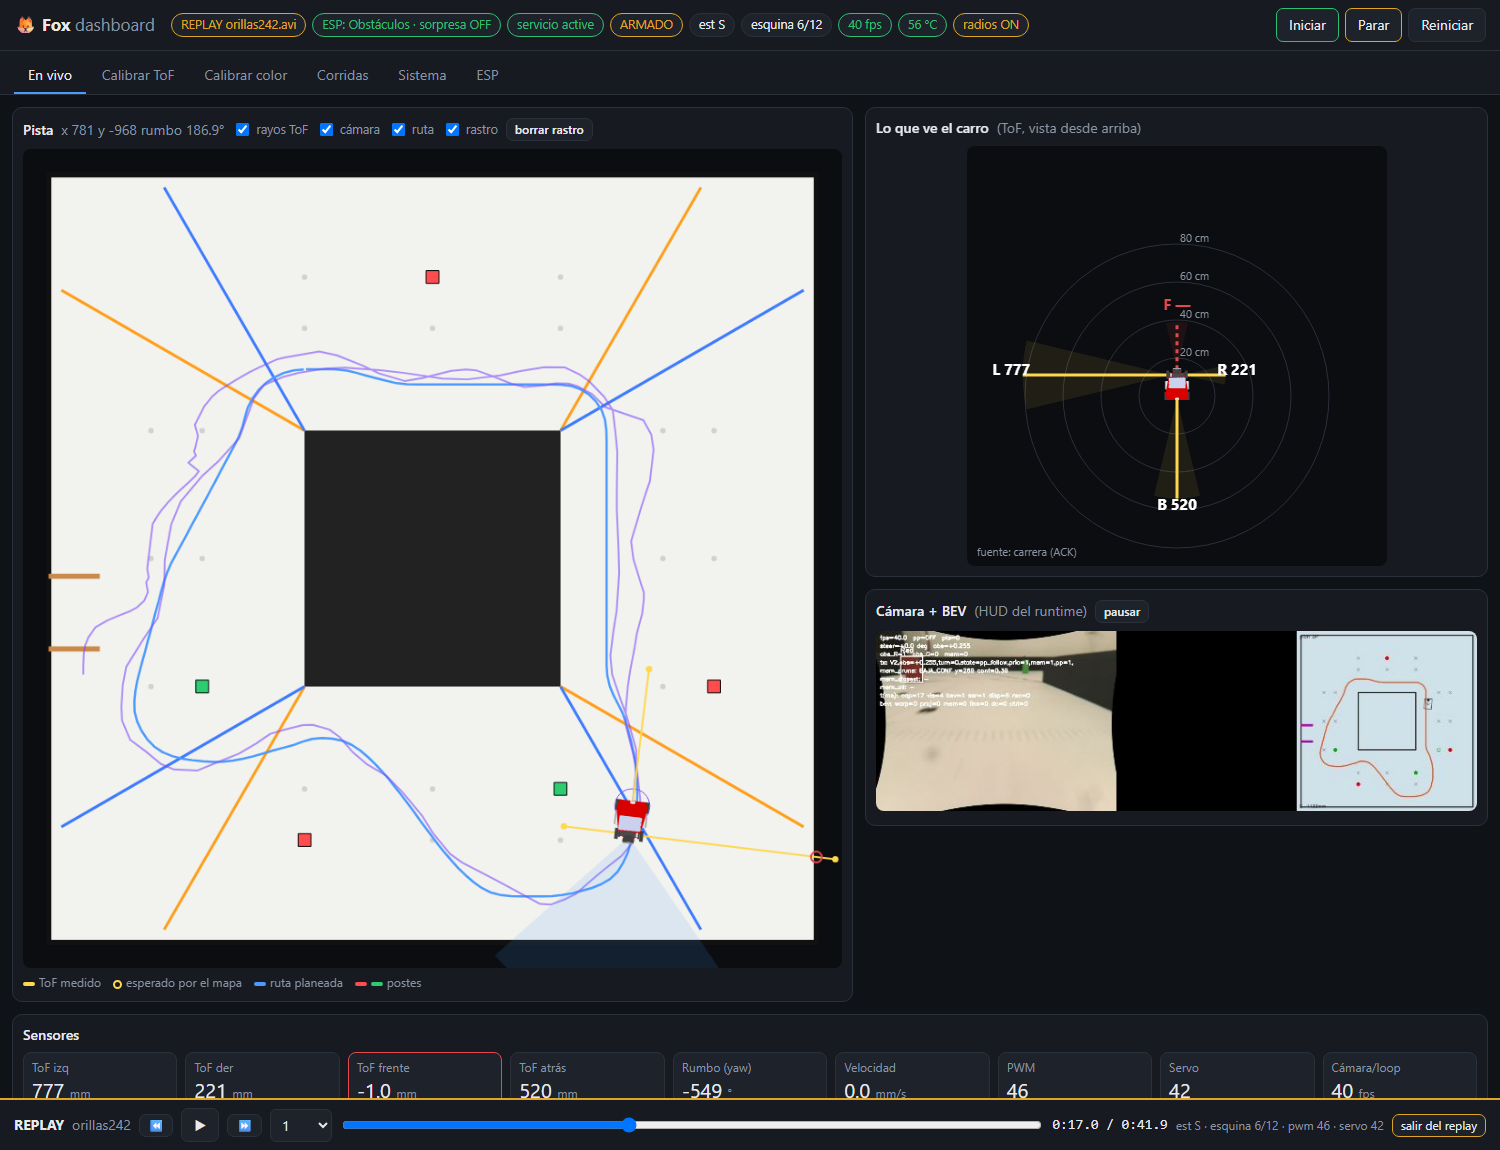 Fox dashboard REPLAY orillas242.avi ESP: Obstáculos · sorpresa OFF servicio active ARMADO est S esquina 6/12 40 fps 56 °C radios ON Iniciar Parar Reiniciar
En vivo Calibrar ToF Calibrar color Corridas Sistema ESP
Pista x 781 y -968 rumbo 186.9° rayos ToF cámara ruta rastro borrar rastro
ToF medido esperado por el mapa ruta planeada postes
Lo que ve el carro (ToF, vista desde arriba)
80 cm
60 cm
F —
40 cm
20 cm
L 777 R 221
B 520
fuente: carrera (ACK)
Cámara + BEV (HUD del runtime) pausar
Sensores
ToF izq
777 mm
ToF der
221 mm
ToF frente
-1.0 mm
ToF atrás
520 mm
Rumbo (yaw)
-549 °
Velocidad
0.0 mm/s
PWM
46
Servo
42
Cámara/loop
40 fps
REPLAY orillas242 1 0:17.0 / 0:41.9 est S · esquina 6/12 · pwm 46 · servo 42 salir del replay